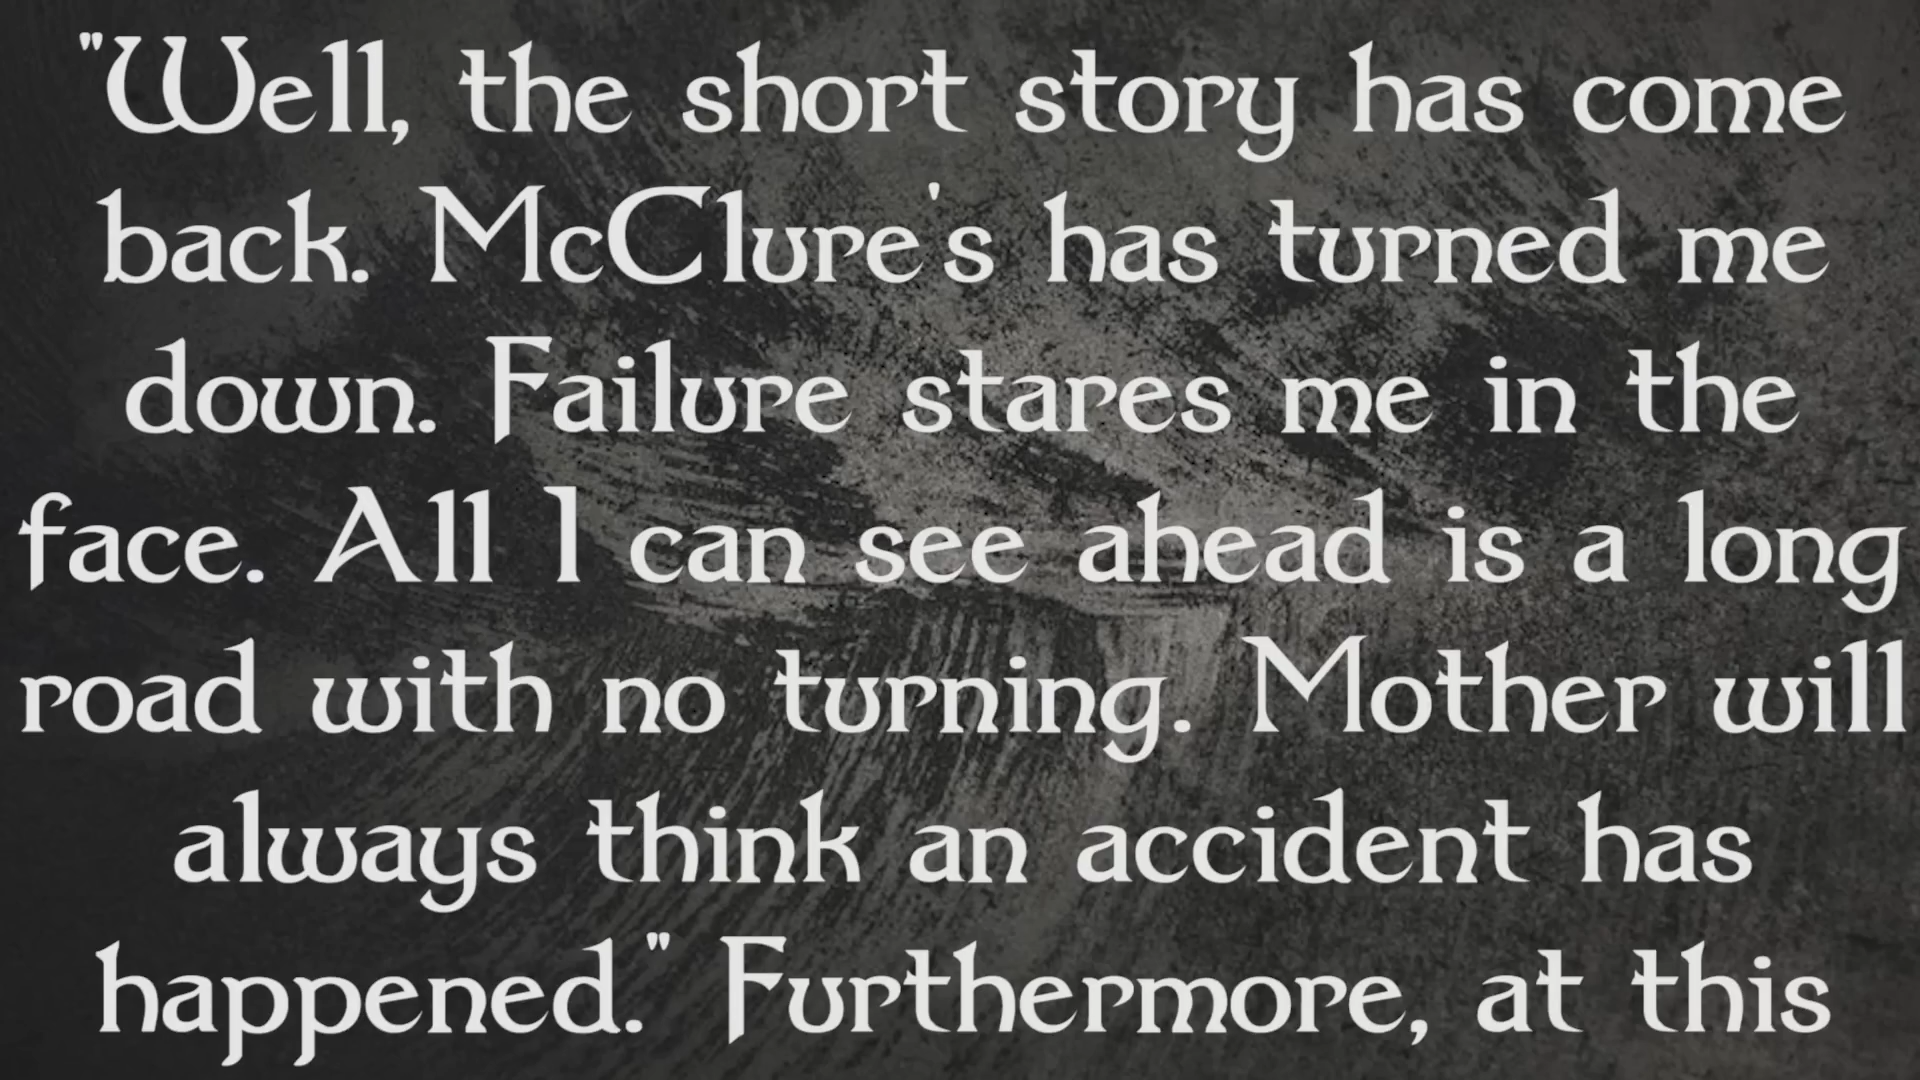 "Well, the short story has come
back. McClure's has turned me
down. Failure stares me in the
face. All I can see ahead is a long
road with no turning. Mother will
always think an accident has
happened." Furthermore, at this